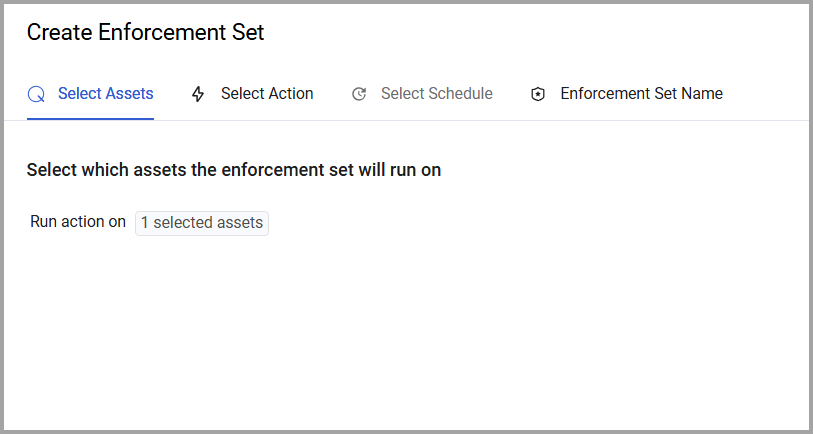 Create Enforcement Set
Select Assets Select Action Select Schedule Enforcement Set Name
Select which assets the enforcement set will run on
Run action on 1 selected assets